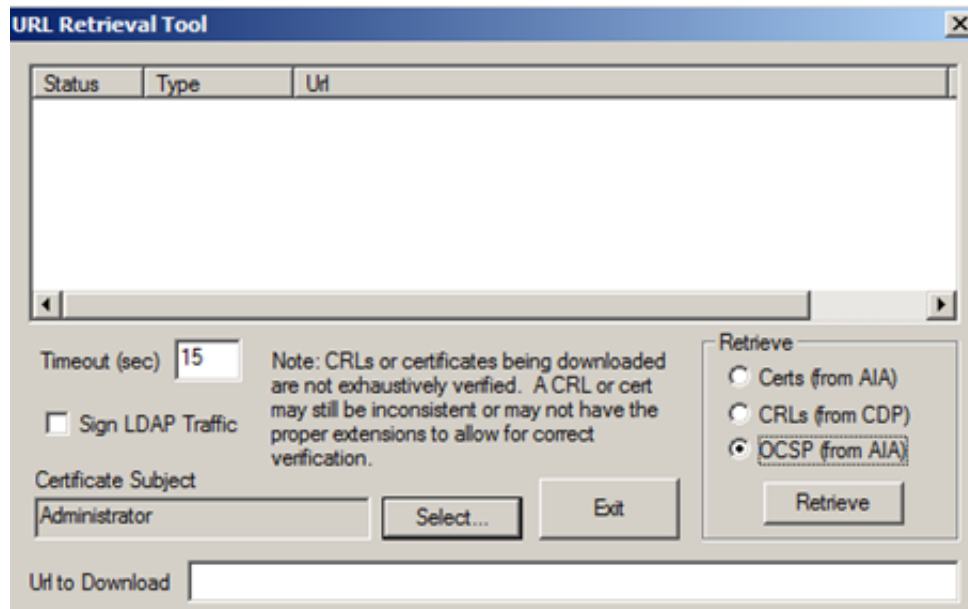 URL Retrieval Tool
Status Type Url
Timeout (sec) 15
Sign LDAP Traffic
Note: CRLs or certificates being downloaded
are not exhaustively verified. A CRL or cert
may still be inconsistent or may not have the
proper extensions to allow for correct
verification.
Retrieve
Certs (from AIA)
CRLs (from CDP)
OCSP (from AIA)
Retrieve
Certificate Subject
Administrator
Select...
Exit
Url to Download